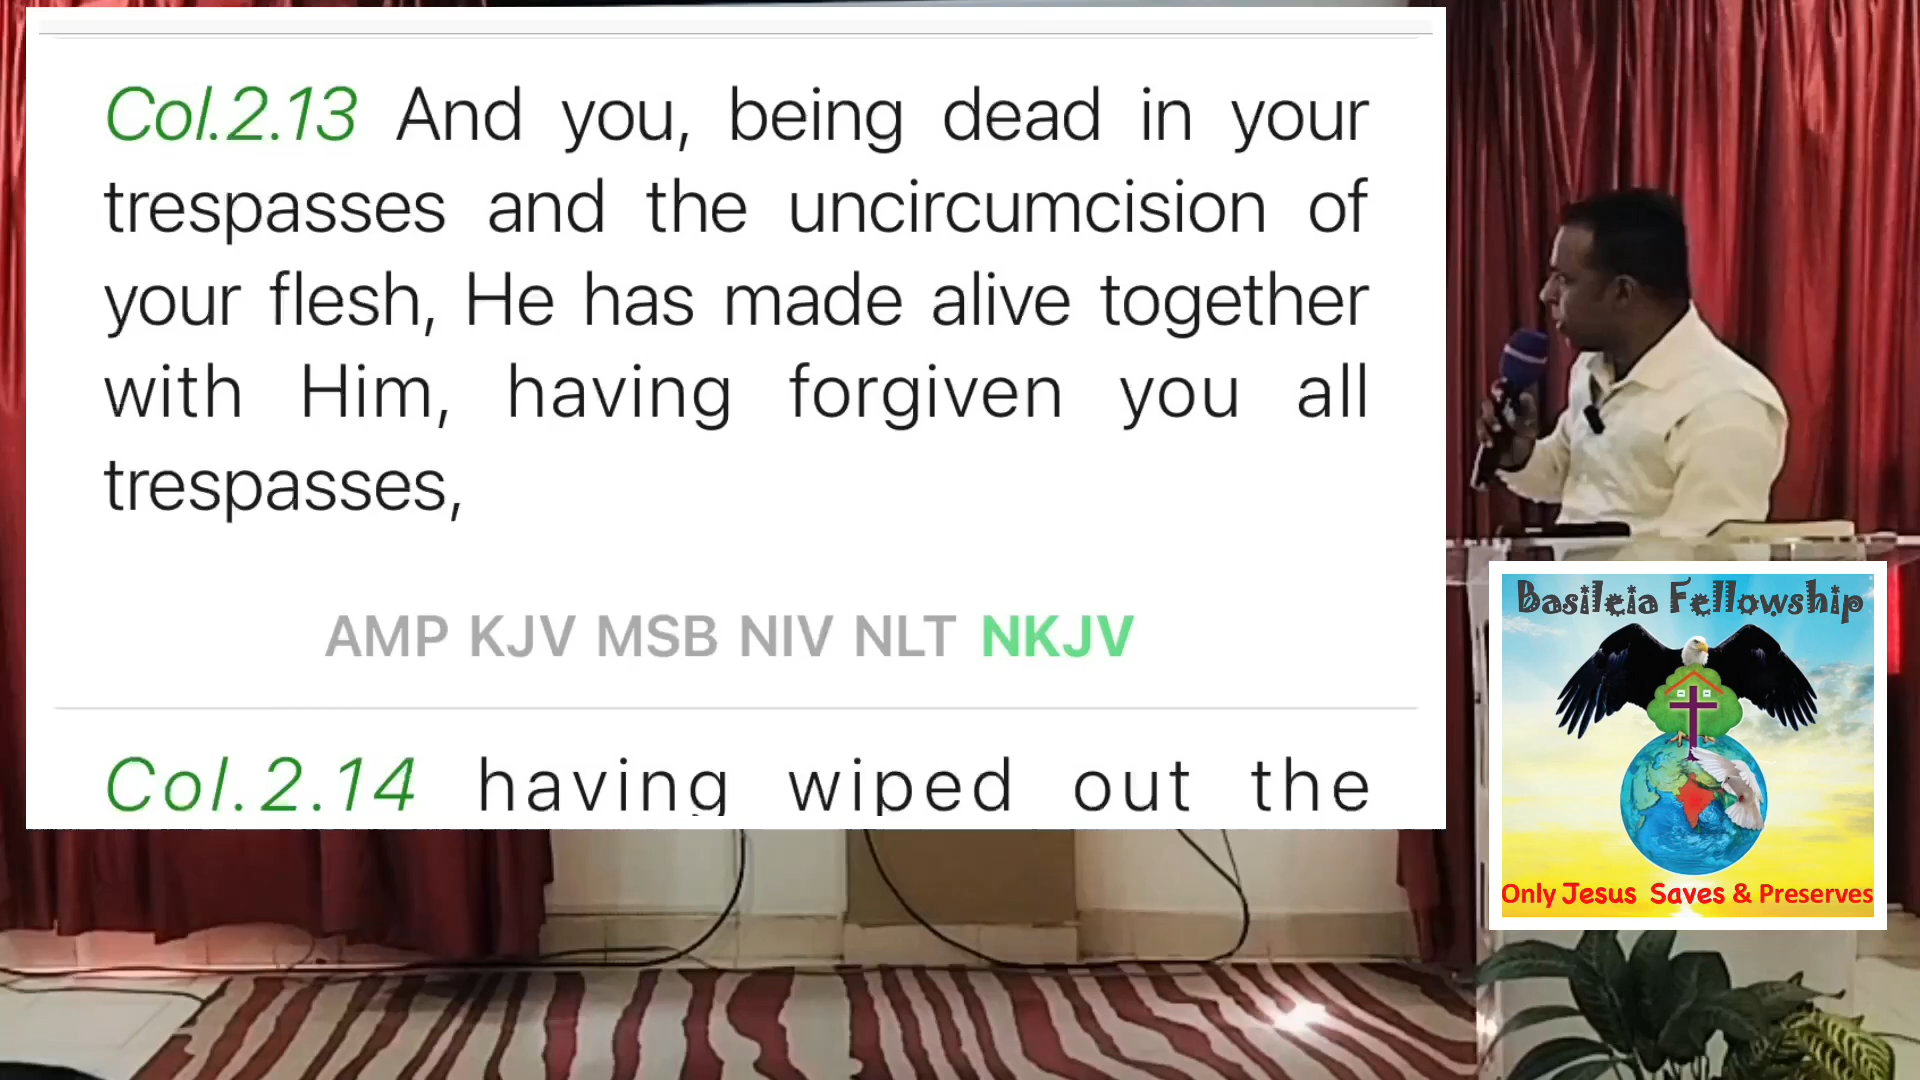 Col.2.13 And you, being dead in your
trespasses and the uncircumcision of
your flesh, He has made alive together
with Him, having forgiven you all
trespasses,
AMP KJV MSB NIV NLT NKJV
Col.2.14 having wiped out the
Basileia Fellowship
Only Jesus Saves & Preserves